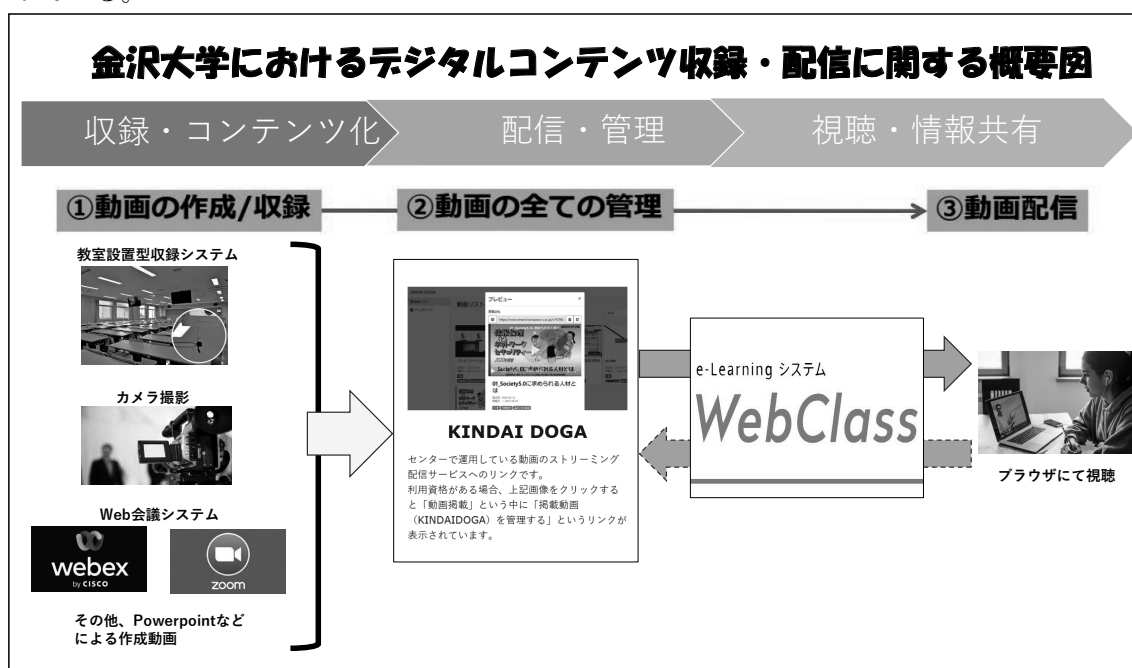 金沢大学におけるデジタルコンテンツ収録・配信に関する概要図
収録・コンテンツ化
配信・管理
視聴・情報共有
①動画の作成/収録
②動画の全ての管理
③動画配信
教室設置型収録システム
カメラ撮影
Web会議システム
webex
by CISCO
zoom
その他、Powerpointなど
による作成動画
プレビュー
01_Society5.0に求められる人材と
は
KINDAI DOGA
センターで運用している動画のストリーミング
配信サービスへのリンクです。
利用資格がある場合、上記画像をクリックする
と「動画掲載」という中に「掲載動画
（KINDAIDOGA）を管理する」というリンクが
表示されています。
e-Learning システム
WebClass
ブラウザにて視聴